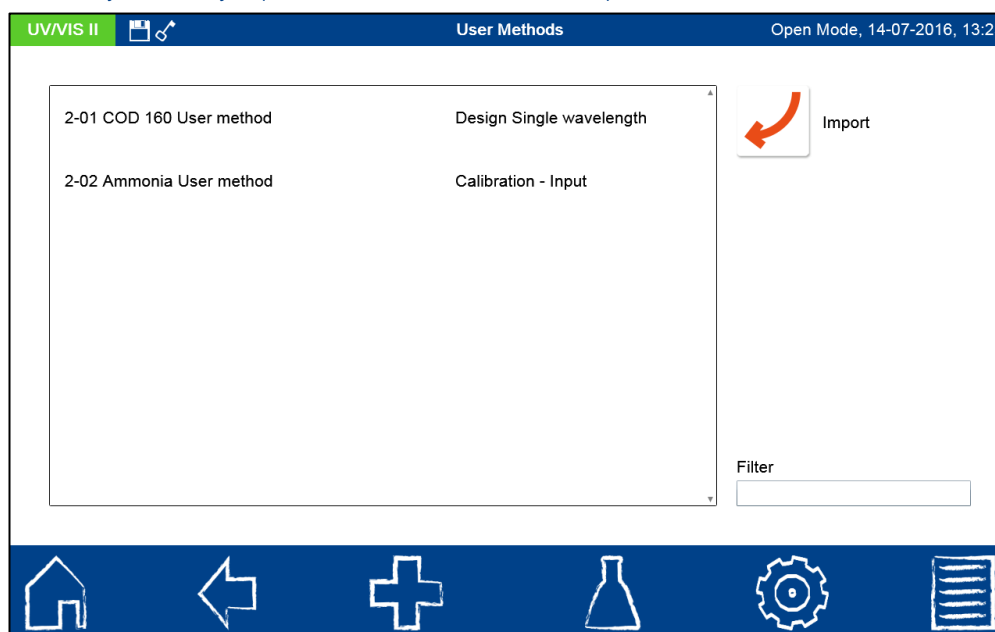 UV/VIS II User Methods Open Mode, 14-07-2016, 13:2
2-01 COD 160 User method Design Single wavelength
Import
2-02 Ammonia User method Calibration - Input
Filter